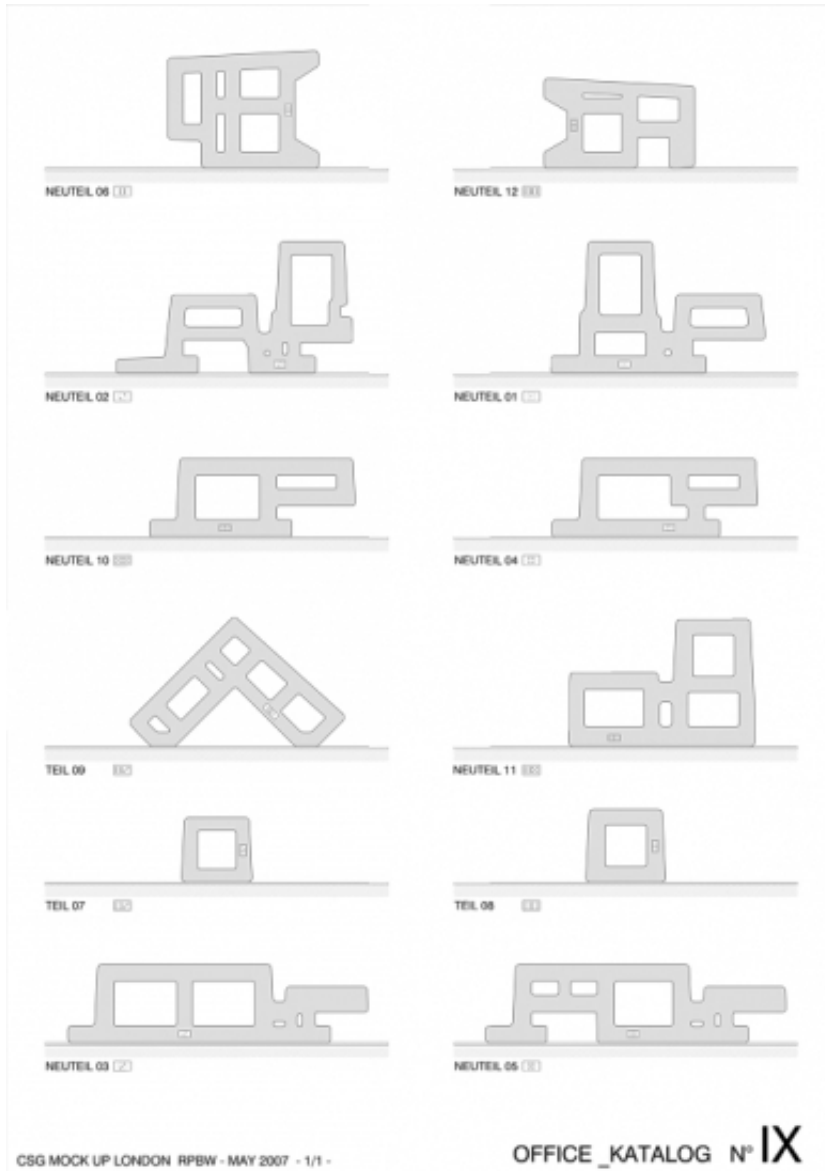 NEUTEIL 06
NEUTEIL 12
NEUTEIL 02
NEUTEIL 01
NEUTEIL 10
NEUTEIL 04
TEIL 09
NEUTEIL 11
TEIL 07
TEIL 08
NEUTEIL 03
NEUTEIL 05
CSG MOCK UP LONDON RPBW - MAY 2007 - 1/1 -
OFFICE _KATALOG N° IX